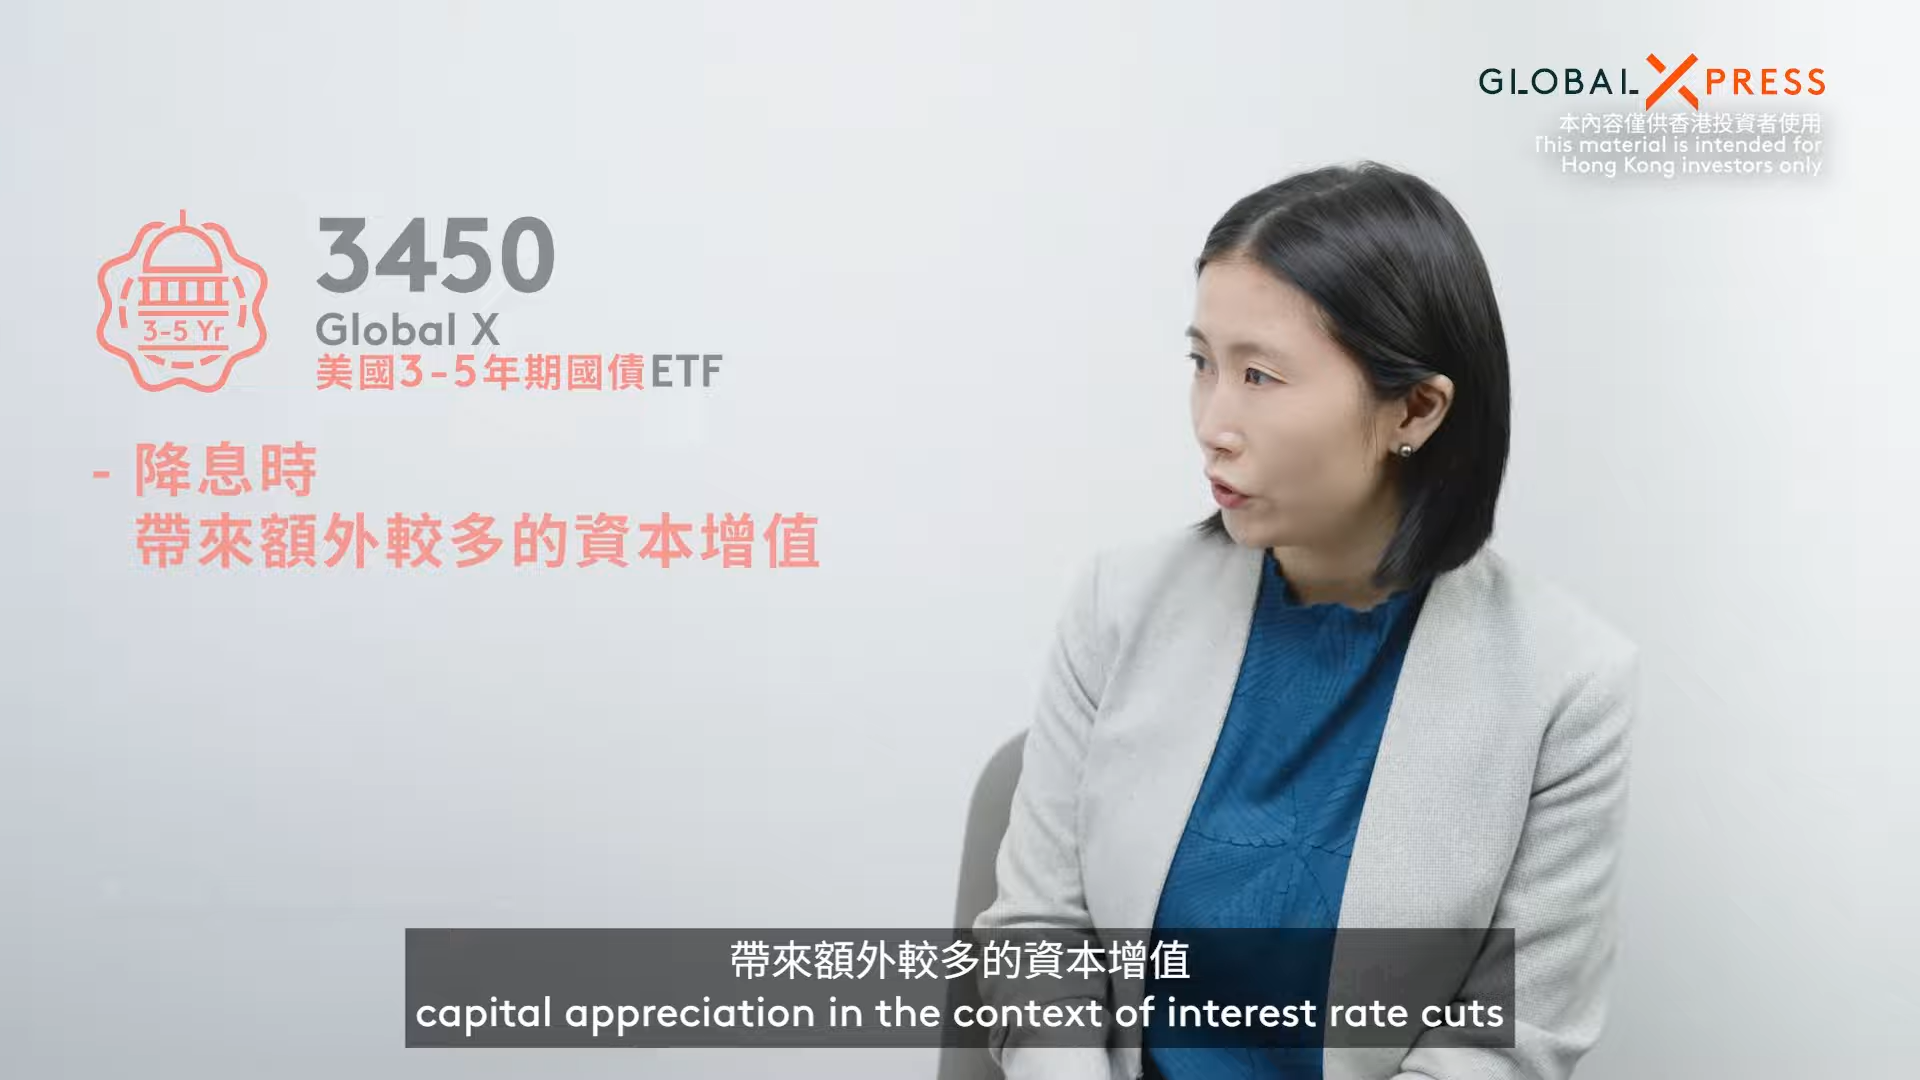 GLOBAL XPRESS
本內容僅供香港投資者使用
This material is intended for
Hong Kong investors only
3-5 Yr
3450
Global X
美國3-5年期國債ETF
- 降息時
帶來額外較多的資本增值
帶來額外較多的資本增值
capital appreciation in the context of interest rate cuts